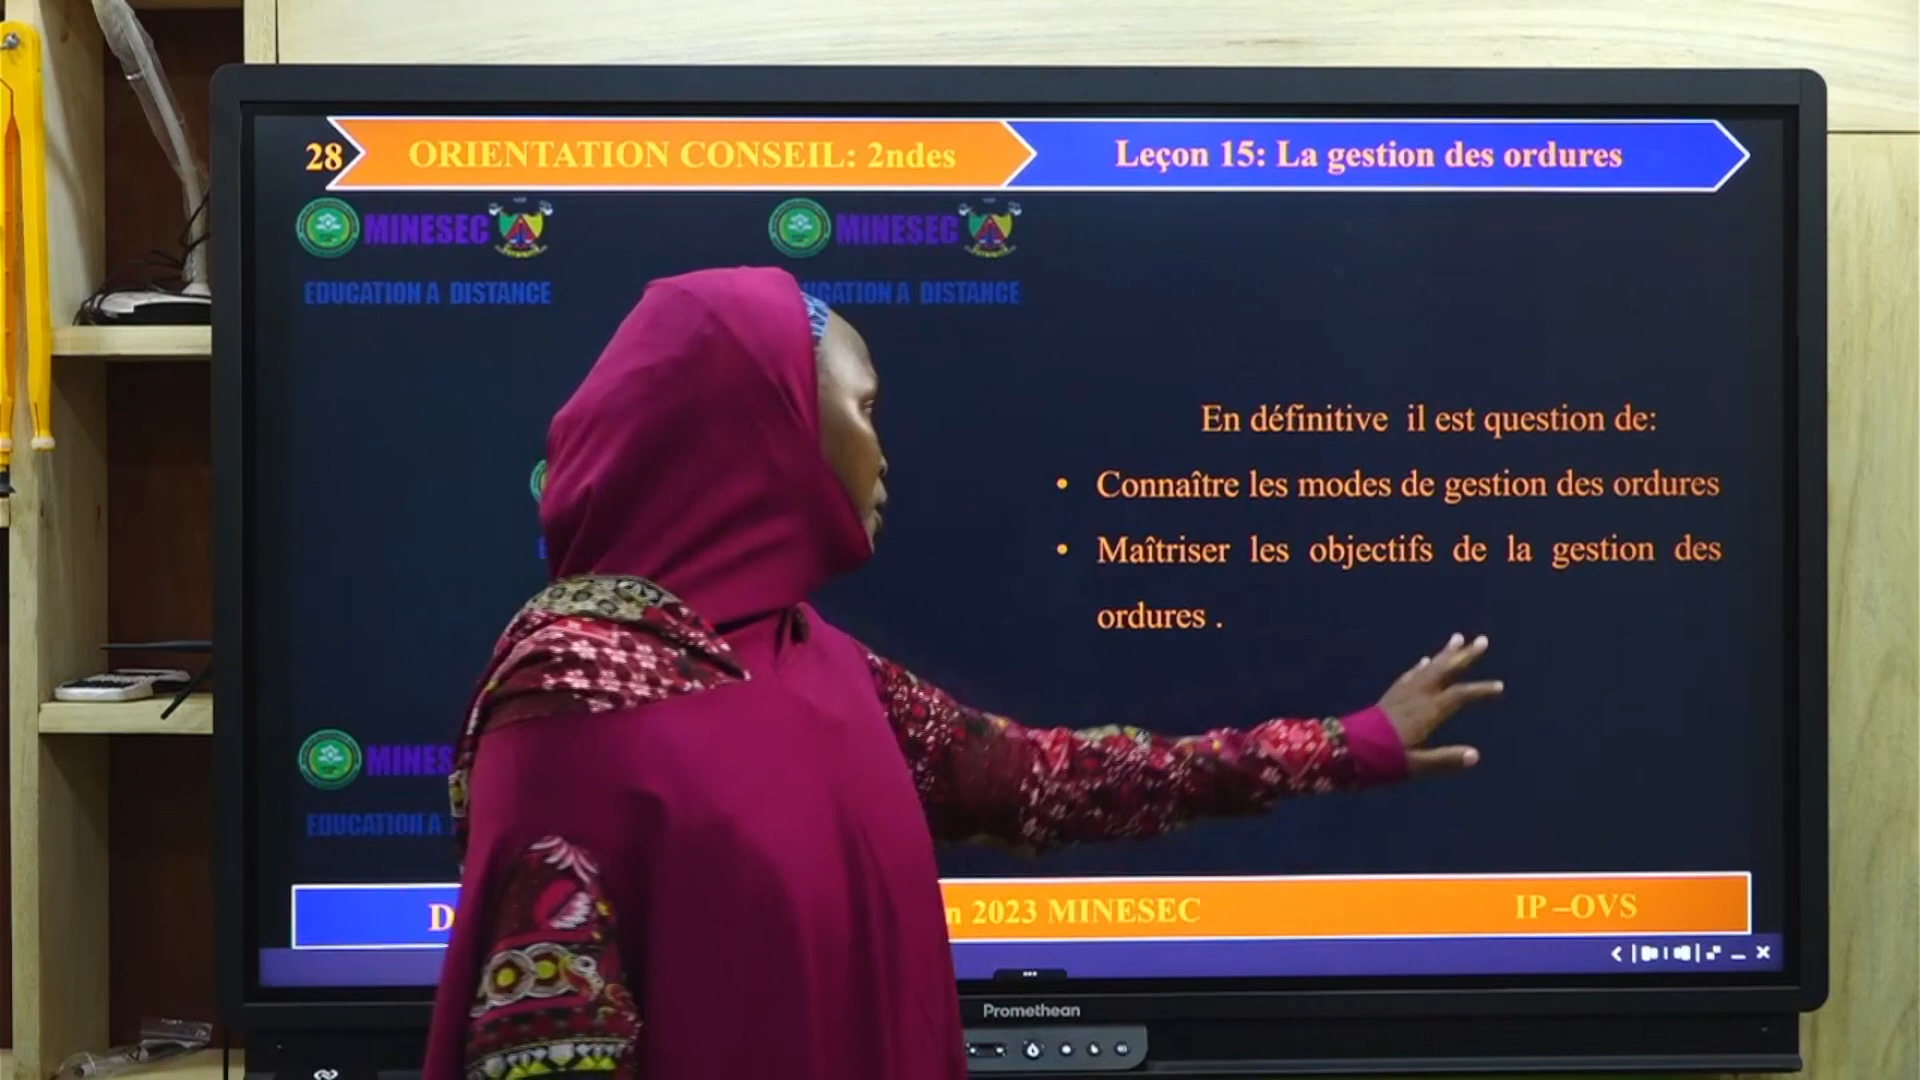 28
ORIENTATION CONSEIL: 2ndes
Leçon 15: La gestion des ordures
MINESEC
MINESEC
EDUCATION A DISTANCE
A DISTANCE
En définitive il est question de:
• Connaître les modes de gestion des ordures
• Maîtriser les objectifs de la gestion des
ordures .
EDUCATION A
2023 MINESEC
IP –OVS
Promethean